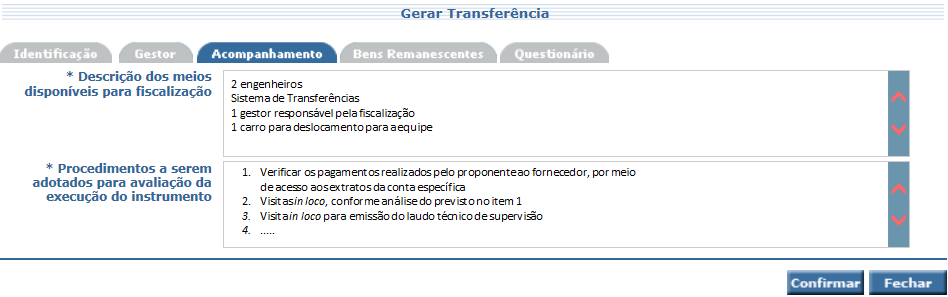 Gerar Transferência
Identificação Gestor Acompanhamento Bens Remanescentes Questionário
* Descrição dos meios
disponíveis para fiscalização
2 engenheiros
Sistema de Transferências
1 gestor responsável pela fiscalização
1 carro para deslocamento para a equipe
* Procedimentos a serem
adotados para avaliação da
execução do instrumento
1. Verificar os pagamentos realizados pelo proponente ao fornecedor, por meio
de acesso aos extratos da conta específica
2. Visitas in loco, conforme análise do previsto no item 1
3. Visita in loco para emissão do laudo técnico de supervisão
4. .....
Confirmar Fechar